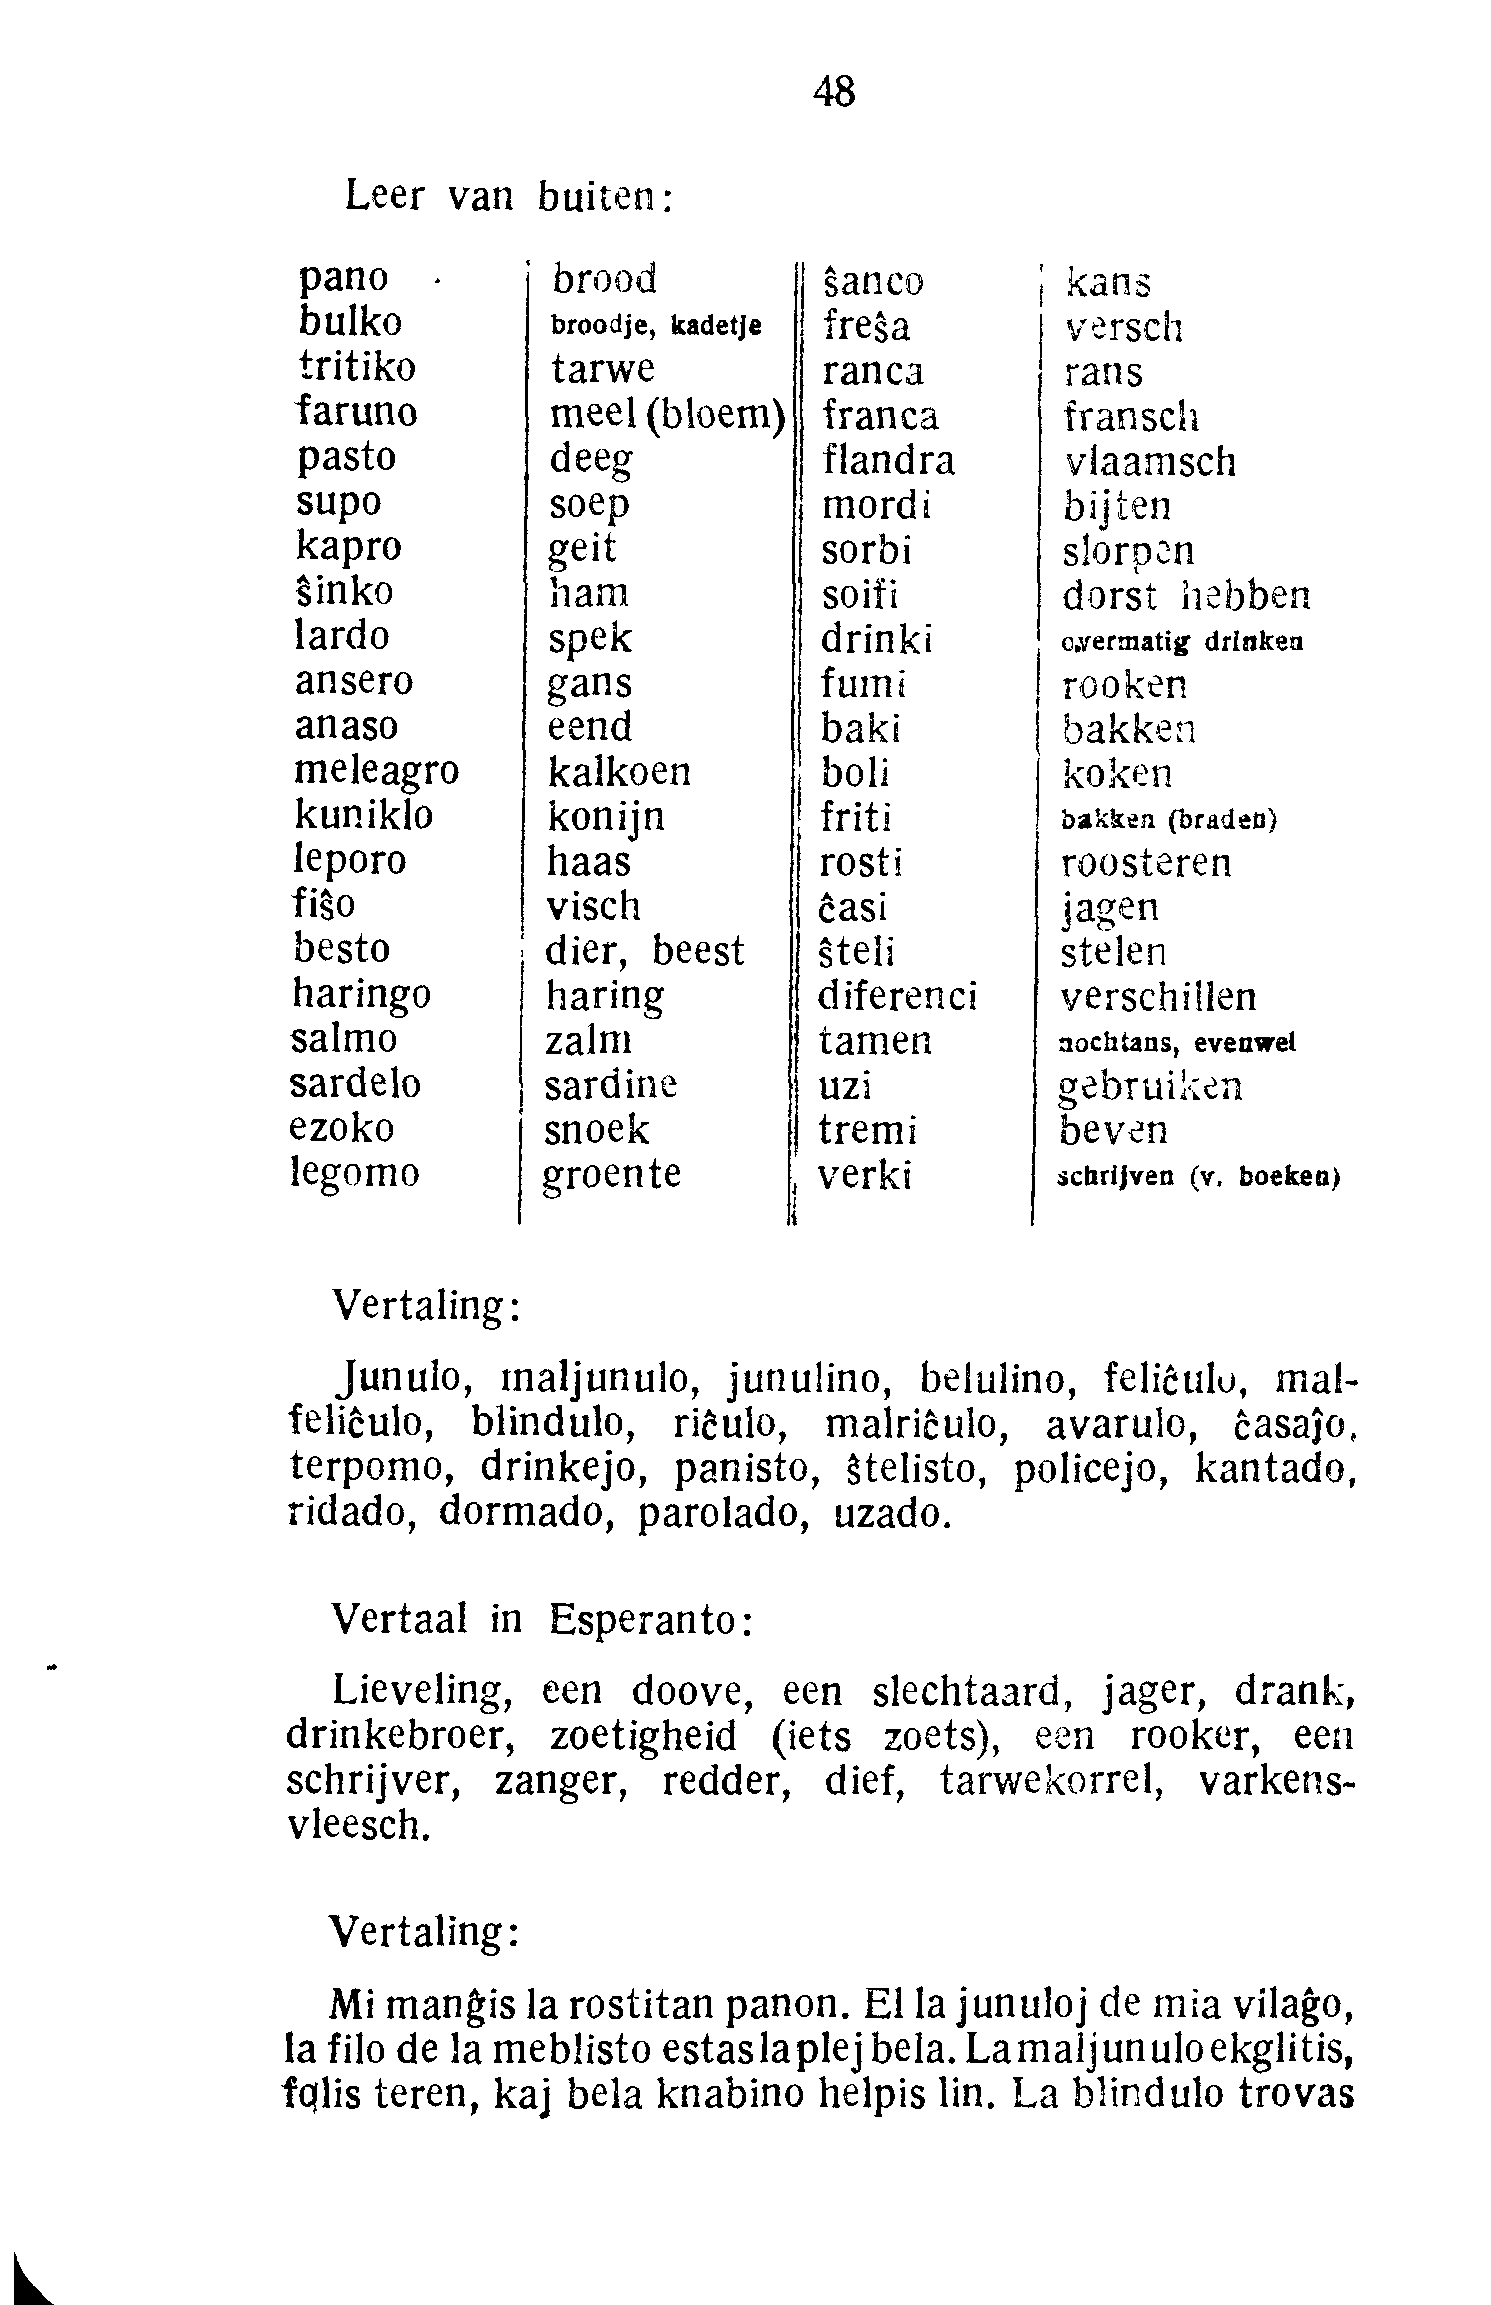 48
Leer van buiten:
pano brood ŝanco kans
bulko broodje, kadetje freŝa versch
tritiko tarwe ranca rans
faruno meel (bloem) franca fransch
pasto deeg flandra vlaamsch
supo soep mordi bijten
kapro geit sorbi slorpen
ŝinko ham soifi dorst hebben
lardo spek drinki overmatig drinken
ansero gans fumi rooken
anaso eend baki bakken
meleagro kalkoen boli koken
kuniklo konijn friti bakken (braden)
leporo haas rosti roosteren
fiŝo visch ĉasi jagen
besto dier, beest ŝteli stelen
haringo haring diferenci verschillen
salmo zalm tamen nochtans, evenwel
sardelo sardine uzi gebruiken
ezoko snoek tremi beven
legomo groente verki schrijven (v. boeken)
Vertaling:
Junulo, maljunulo, junulino, belulino, feliĉulo, mal-
feliĉulo, blindulo, riĉulo, malriĉulo, avarulo, ĉasaĵo,
terpomo, drinkejo, panisto, ŝtelisto, policejo, kantado,
ridado, dormado, parolado, uzado.
Vertaal in Esperanto:
Lieveling, een doove, een slechtaard, jager, drank,
drinkebroer, zoetigheid (iets zoets), een rooker, een
schrijver, zanger, redder, dief, tarwekorrel, varkens-
vleesch.
Vertaling:
Mi manĝis la rostitan panon. El la junuloj de mia vilaĝo,
la filo de la meblisto estas la plej bela. La maljunulo ekglitis,
falis teren, kaj bela knabino helpis lin. La blindulo trovas